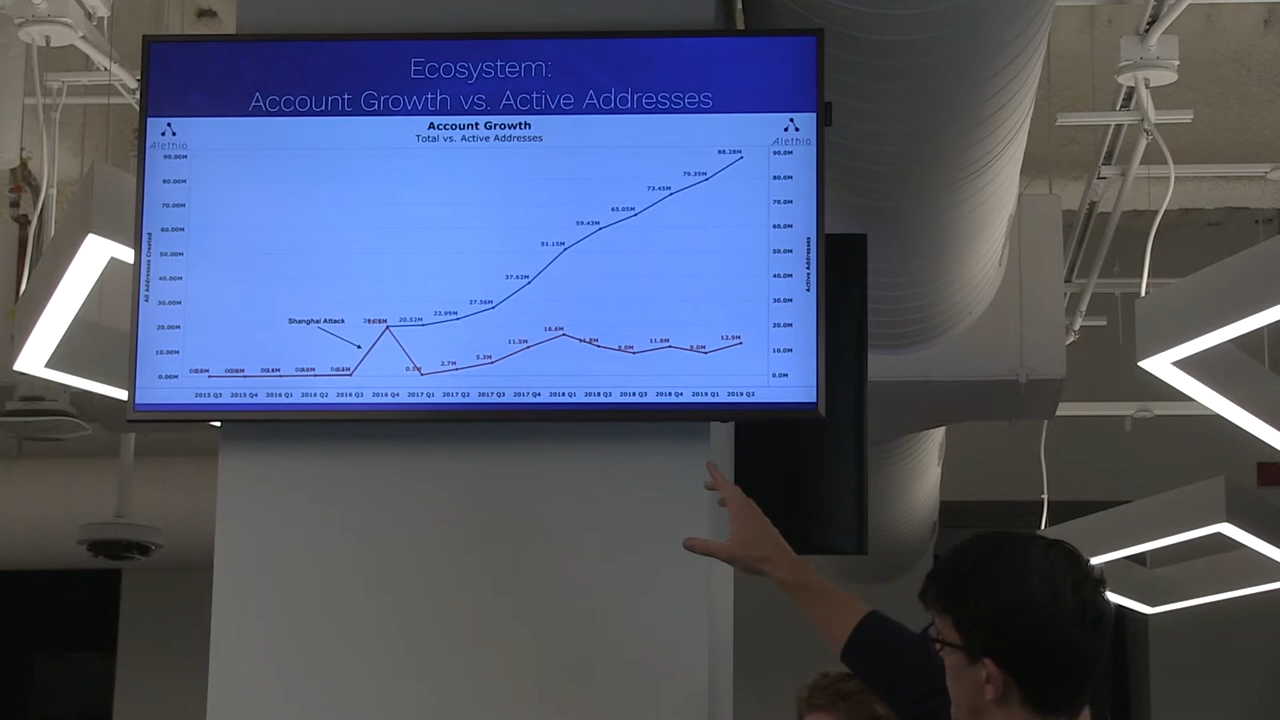 Ecosystem:
Account Growth vs. Active Addresses
Account Growth
Total vs. Active Addresses
Alethio
Alethio
90.00M
80.00M
70.00M
60.00M
50.00M
40.00M
30.00M
20.00M
10.00M
0.00M
All Addresses Created
Shanghai Attack
20.52M
22.99M
27.56M
37.62M
51.15M
59.43M
65.05M
73.45M
79.39M
88.28M
2.7M
5.3M
11.5M
16.6M
9.0M
11.6M
9.0M
12.9M
90.0M
80.0M
70.0M
60.0M
50.0M
40.0M
30.0M
20.0M
10.0M
0.0M
Active Addresses
2015 Q3 2015 Q4 2016 Q1 2016 Q2 2016 Q3 2016 Q4 2017 Q1 2017 Q2 2017 Q3 2017 Q4 2018 Q1 2018 Q2 2018 Q3 2018 Q4 2019 Q1 2019 Q2